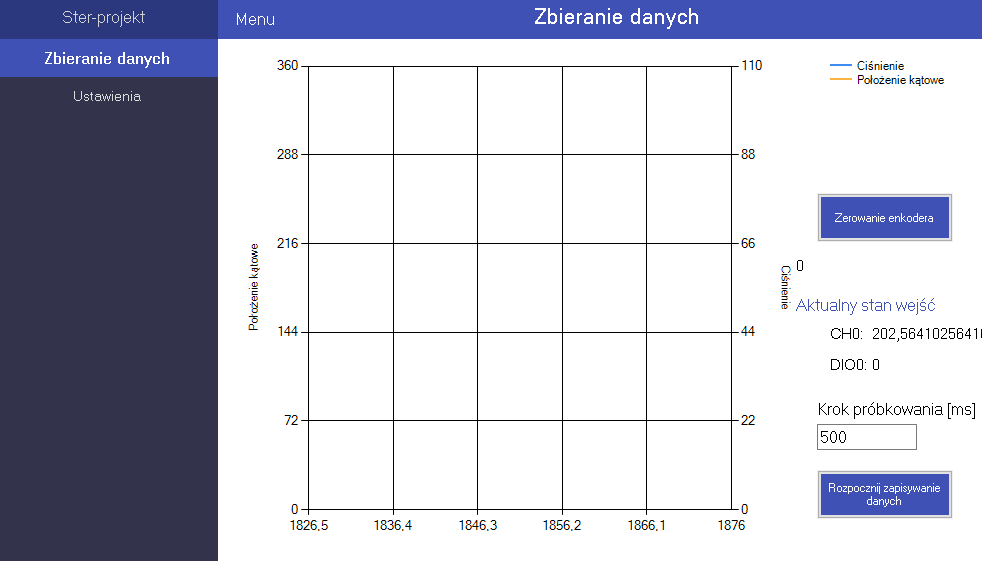 Ster-projekt
Menu
Zbieranie danych
Zbieranie danych
Ustawienia
360
288
216
144
72
0
Położenie kątowe
110
88
66
44
22
0
Ciśnienie
1826,5
1836,4
1846,3
1856,2
1866,1
1876
Ciśnienie
Położenie kątowe
Zerowanie enkodera
0
Aktualny stan wejść
CH0: 202,5641025641
DIO0: 0
Krok próbkowania [ms]
500
Rozpocznij zapisywanie
danych